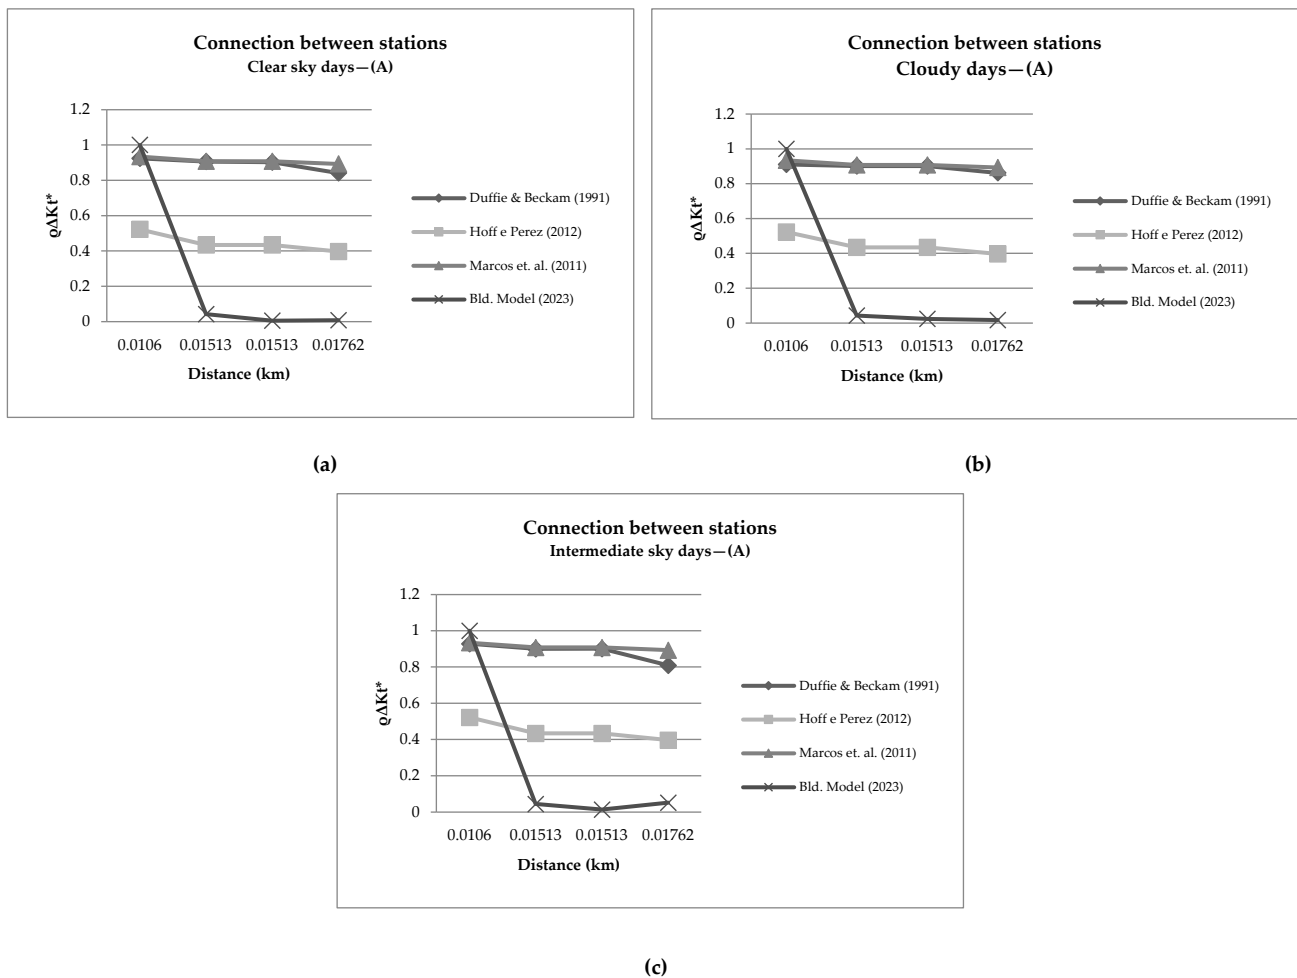 Connection between stations
Clear sky days—(A)
1.2
1
0.8
0.6
0.4
0.2
0
ϱΔKt*
0.0106 0.01513 0.01513 0.01762
Distance (km)
Duffie & Beckam (1991)
Hoff e Perez (2012)
Marcos et. al. (2011)
Bld. Model (2023)
(a)
Connection between stations
Cloudy days—(A)
1.2
1
0.8
0.6
0.4
0.2
0
ϱΔKt*
0.0106 0.01513 0.01513 0.01762
Distance (km)
Duffie & Beckam (1991)
Hoff e Perez (2012)
Marcos et. al. (2011)
Bld. Model (2023)
(b)
Connection between stations
Intermediate sky days—(A)
1.2
1
0.8
0.6
0.4
0.2
0
ϱΔKt*
0.0106 0.01513 0.01513 0.01762
Distance (km)
Duffie & Beckam (1991)
Hoff e Perez (2012)
Marcos et. al. (2011)
Bld. Model (2023)
(c)